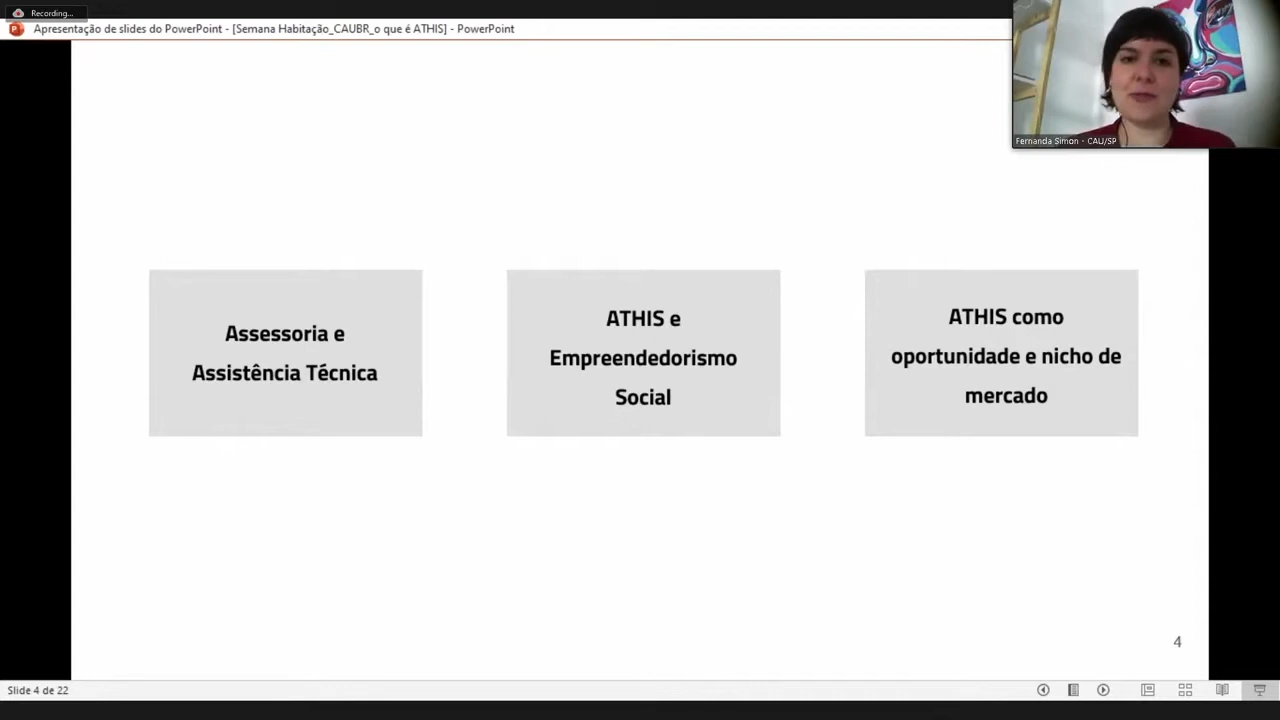 Recording...
Apresentação de slides do PowerPoint - [Semana Habitação_CAUBR_o que é ATHIS] - PowerPoint
Fernanda Simon - CAU/SP
Assessoria e
Assistência Técnica
ATHIS e
Empreendedorismo
Social
ATHIS como
oportunidade e nicho de
mercado
4
Slide 4 de 22